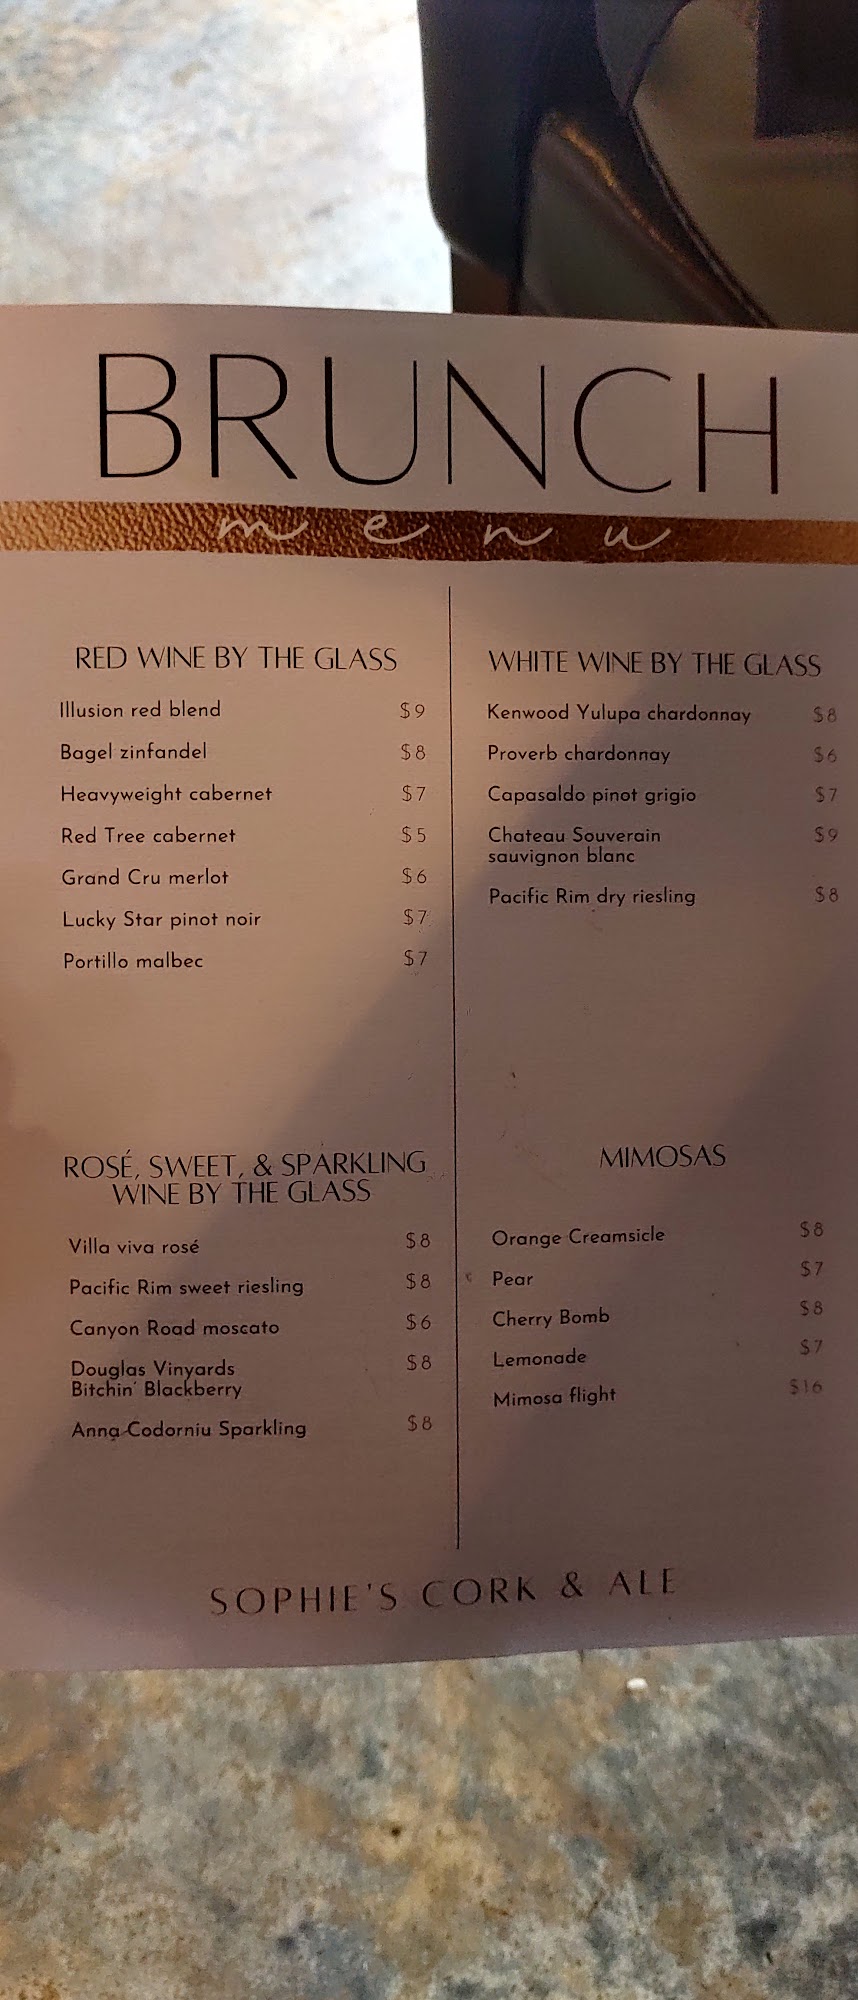 BRUNCH
menu
RED WINE BY THE GLASS
Illusion red blend $9
Bagel zinfandel $8
Heavyweight cabernet $7
Red Tree cabernet $5
Grand Cru merlot $6
Lucky Star pinot noir $7
Portillo malbec $7
WHITE WINE BY THE GLASS
Kenwood Yulupa chardonnay $8
Proverb chardonnay $6
Capasaldo pinot grigio $7
Chateau Souverain $9
sauvignon blanc
Pacific Rim dry riesling $8
ROSÉ, SWEET, & SPARKLING
WINE BY THE GLASS
Villa viva rosé $8
Pacific Rim sweet riesling $8
Canyon Road moscato $6
Douglas Vinyards $8
Bitchin' Blackberry
Anna Codorniu Sparkling $8
MIMOSAS
Orange Creamsicle $8
Pear $7
Cherry Bomb $8
Lemonade $7
Mimosa flight $16
SOPHIE'S CORK & ALE